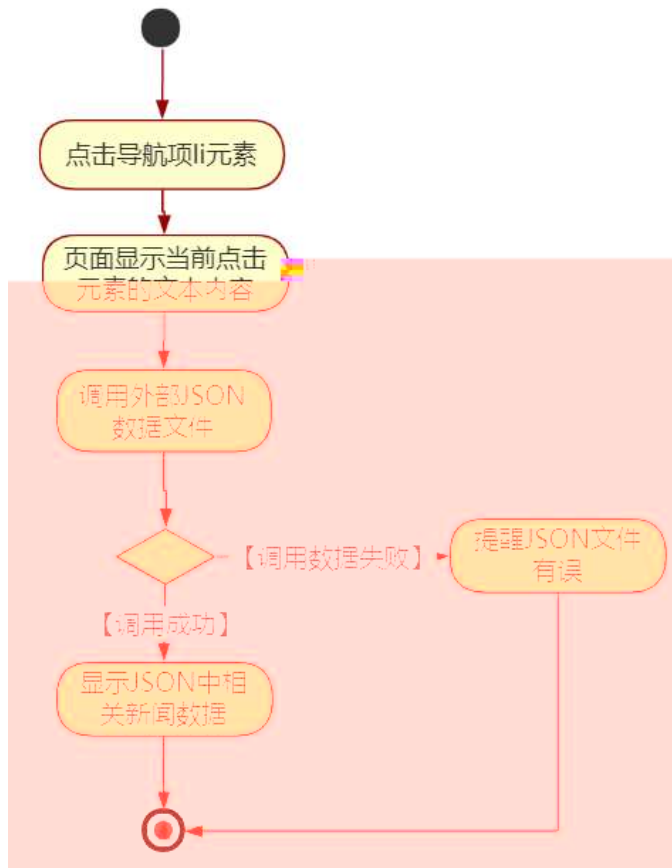 点击导航项li元素
页面显示当前点击
元素的文本内容
调用外部JSON
数据文件
【调用数据失败】
提醒JSON文件
有误
【调用成功】
显示JSON中相
关新闻数据